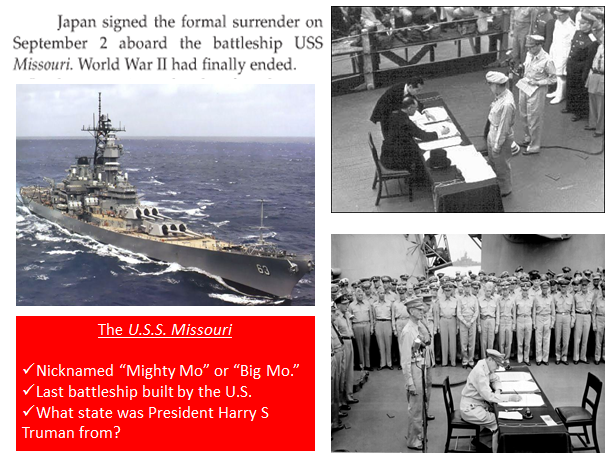 Japan signed the formal surrender on
September 2 aboard the battleship USS
Missouri. World War II had finally ended.
63
The U.S.S. Missouri
✓Nicknamed “Mighty Mo” or “Big Mo.”
✓Last battleship built by the U.S.
✓What state was President Harry S
Truman from?